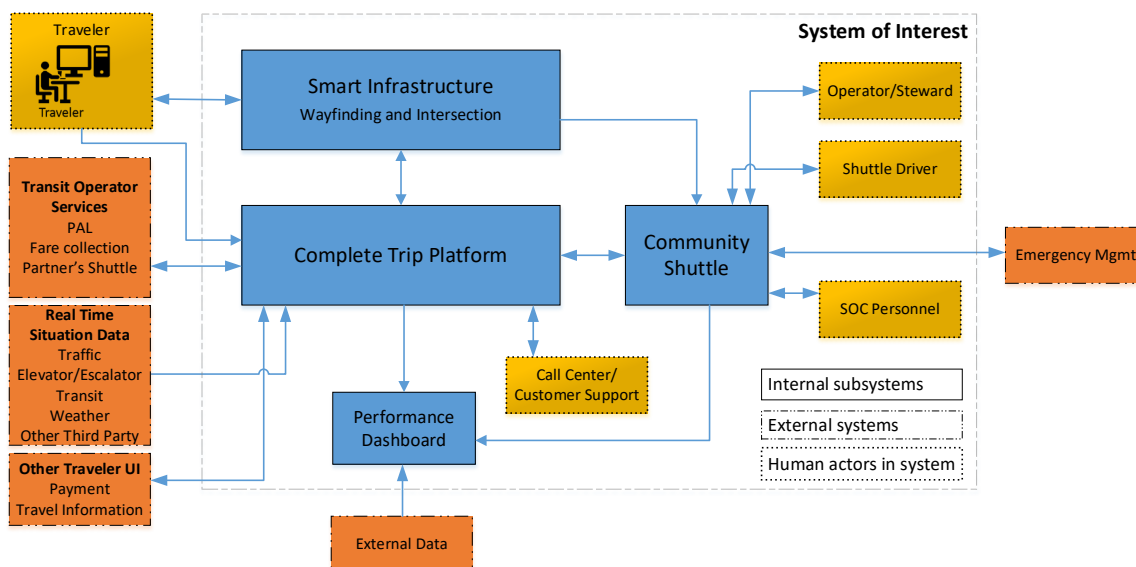 Traveler
Traveler
System of Interest
Smart Infrastructure
Wayfinding and Intersection
Operator/Steward
Shuttle Driver
Transit Operator
Services
PAL
Fare collection
Partner’s Shuttle
Complete Trip Platform
Community
Shuttle
Emergency Mgmt
SOC Personnel
Real Time
Situation Data
Traffic
Elevator/Escalator
Transit
Weather
Other Third Party
Call Center/
Customer Support
Performance
Dashboard
Internal subsystems
External systems
Human actors in system
Other Traveler UI
Payment
Travel Information
External Data